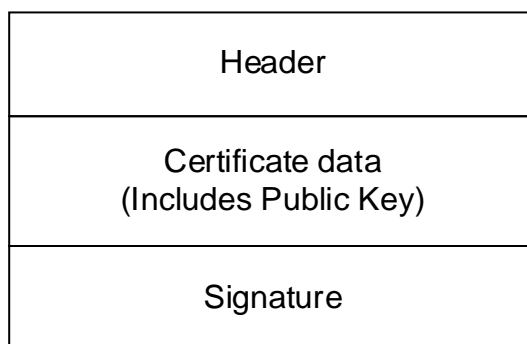 Header
Certificate data
(Includes Public Key)
Signature